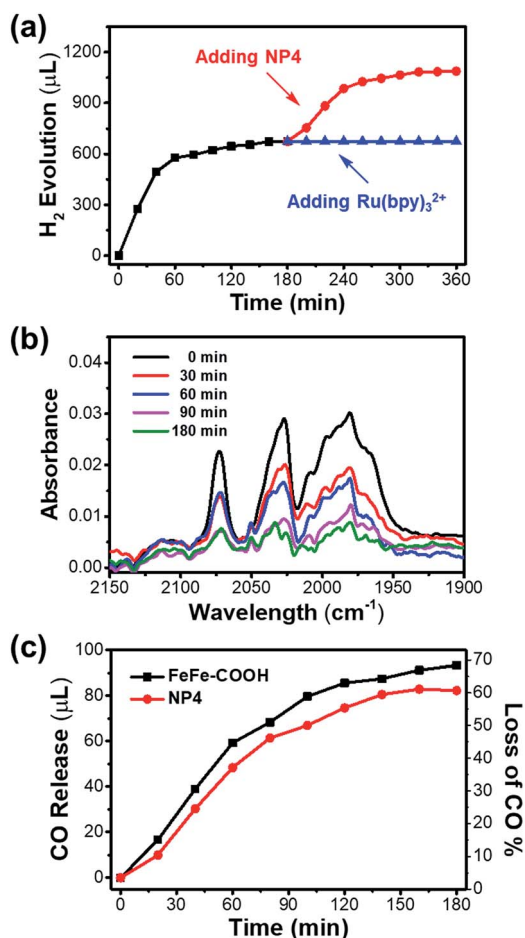 (a)
1200
900
600
300
0
H₂ Evolution (μL)
Adding NP4
Adding Ru(bpy)₃²⁺
0 60 120 180 240 300 360
Time (min)
(b)
0.04
0.03
0.02
0.01
0.00
Absorbance
0 min
30 min
60 min
90 min
180 min
2150 2100 2050 2000 1950 1900
Wavelength (cm⁻¹)
(c)
100
80
60
40
20
0
CO Release (μL)
FeFe-COOH
NP4
70
60
50
40
30
20
10
0
Loss of CO %
0 30 60 90 120 150 180
Time (min)